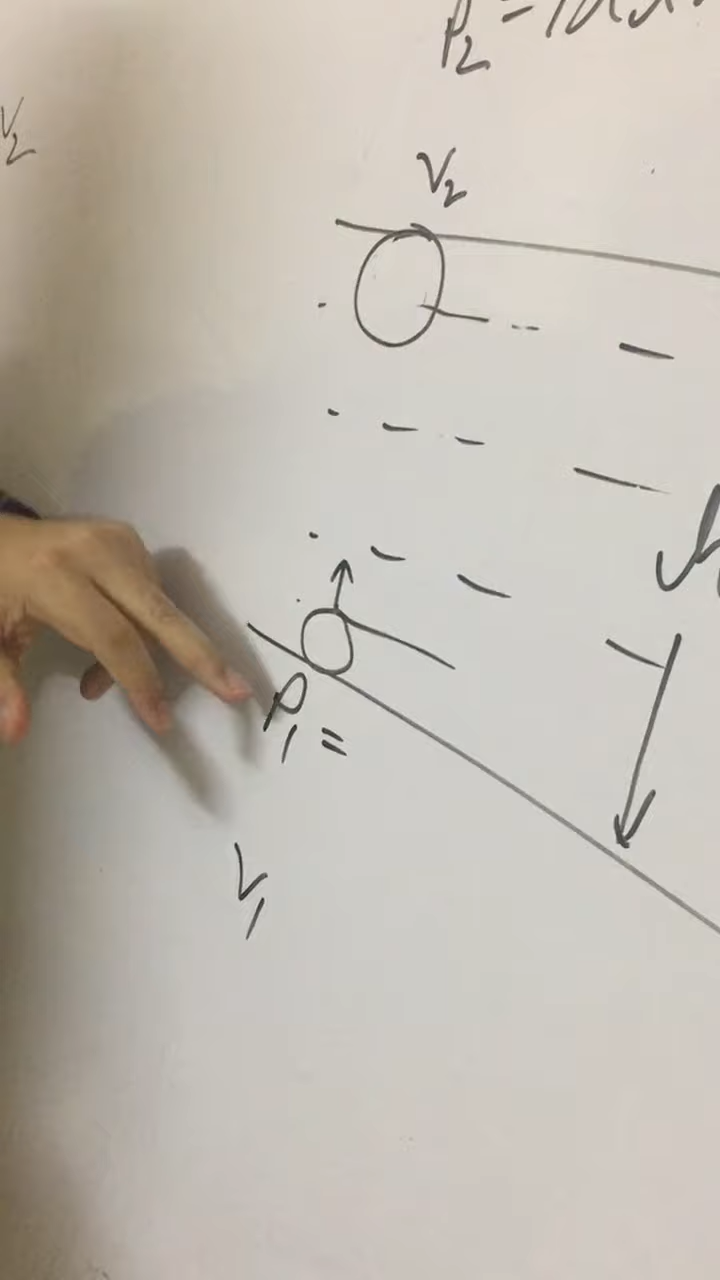 P₂ =
V₂
V₂
h
P₁ =
V₁